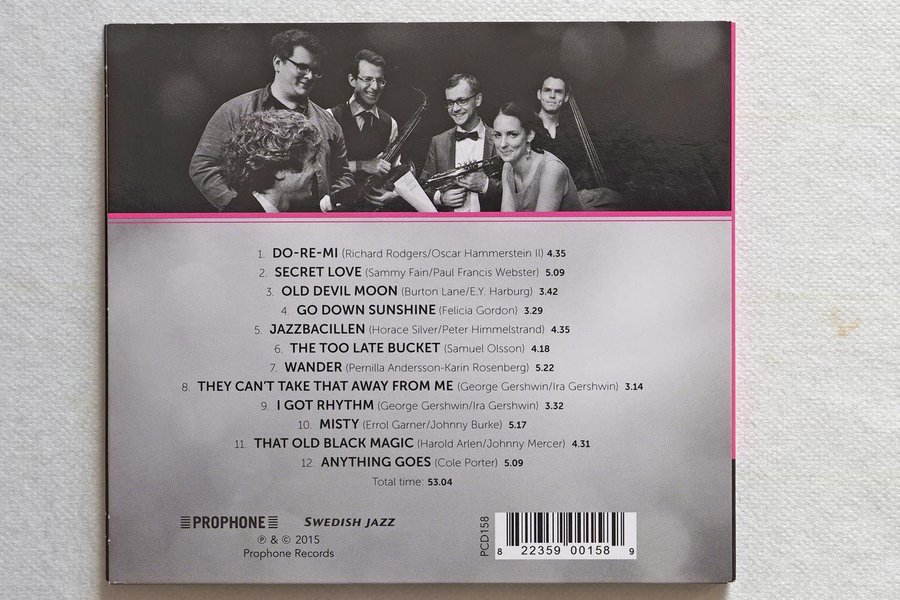 1. DO-RE-MI (Richard Rodgers/Oscar Hammerstein II) 4.35
2. SECRET LOVE (Sammy Fain/Paul Francis Webster) 5.09
3. OLD DEVIL MOON (Burton Lane/E.Y. Harburg) 3.42
4. GO DOWN SUNSHINE (Felicia Gordon) 3.29
5. JAZZBACILLEN (Horace Silver/Peter Himmelstrand) 4.35
6. THE TOO LATE BUCKET (Samuel Olsson) 4.18
7. WANDER (Pernilla Andersson-Karin Rosenberg) 5.22
8. THEY CAN'T TAKE THAT AWAY FROM ME (George Gershwin/Ira Gershwin) 3.14
9. I GOT RHYTHM (George Gershwin/Ira Gershwin) 3.32
10. MISTY (Errol Garner/Johnny Burke) 5.17
11. THAT OLD BLACK MAGIC (Harold Arlen/Johnny Mercer) 4.31
12. ANYTHING GOES (Cole Porter) 5.09
Total time: 53.04
PROPHONE
SWEDISH JAZZ
℗ & © 2015
Prophone Records
PCD158
8 22359 00158 9